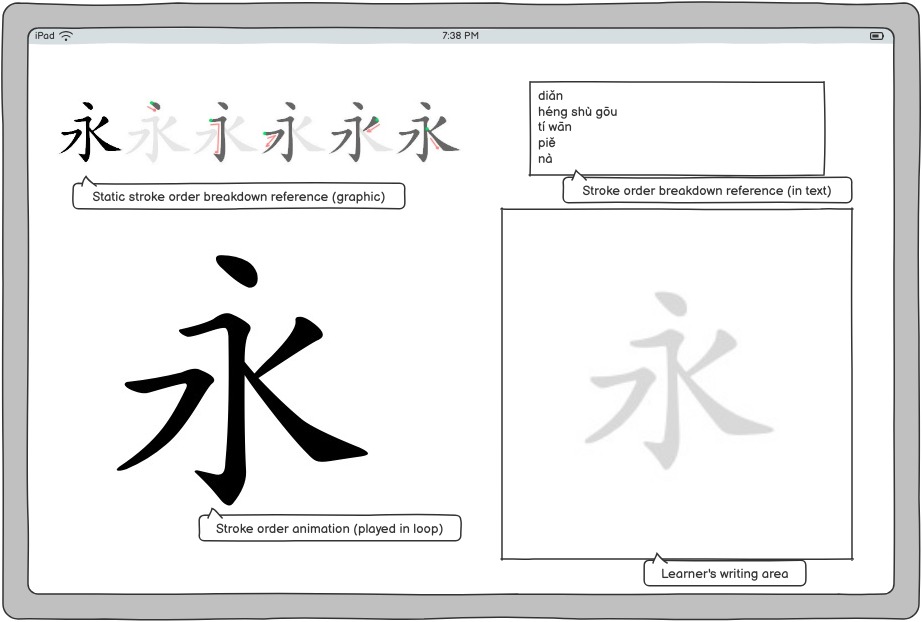 iPad 7:38 PM
永 永 永 永 永 永
diǎn
héng shù gōu
tí wān
piě
nà
Static stroke order breakdown reference (graphic)
Stroke order breakdown reference (in text)
永
永
Stroke order animation (played in loop)
Learner's writing area